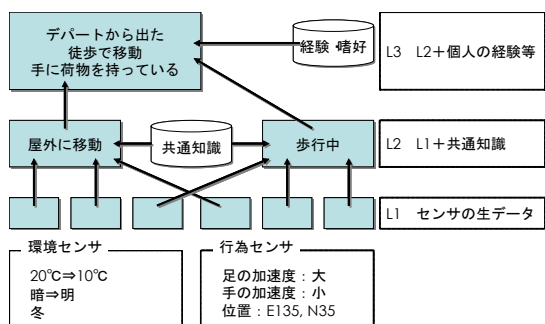 デパートから出た
徒歩で移動
手に荷物を持っている
経験・嗜好
L3 L2+個人の経験等
屋外に移動
共通知識
歩行中
L2 L1+共通知識
L1 センサの生データ
環境センサ
20℃⇒10℃
暗⇒明
冬
行為センサ
足の加速度：大
手の加速度：小
位置：E135, N35